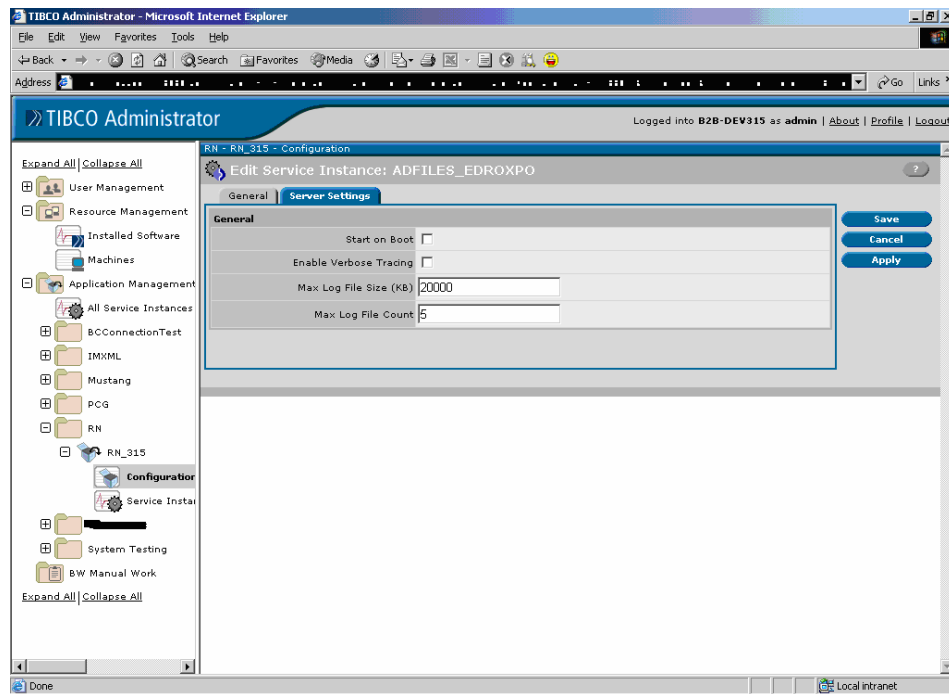 TIBCO Administrator - Microsoft Internet Explorer
File Edit View Favorites Tools Help
Back Search Favorites Media
Address Go Links
TIBCO Administrator
Logged into B2B-DEV315 as admin | About | Profile | Logout
RN - RN_315 - Configuration
Expand All | Collapse All
Edit Service Instance: ADFILES_EDROXPO ?
User Management
General Server Settings
Resource Management
General
Save
Installed Software
Start on Boot
Cancel
Machines
Enable Verbose Tracing
Apply
Application Management
Max Log File Size (KB) 20000
All Service Instances
Max Log File Count 5
BCConnectionTest
IMXML
Mustang
PCG
RN
RN_315
Configuration
Service Instan
System Testing
BW Manual Work
Expand All | Collapse All
Done Local intranet